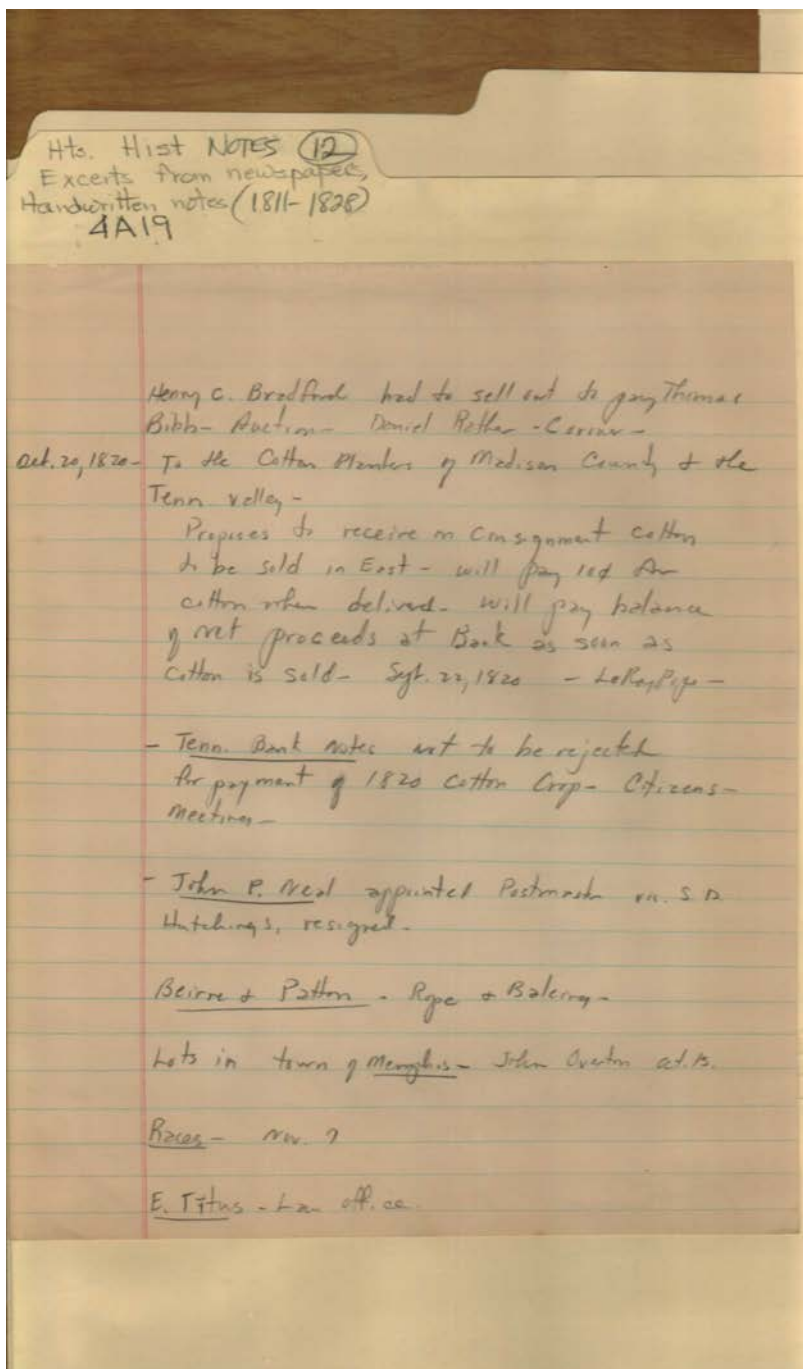 Hts. Hist NOTES 12
Excerts from newspapers,
Handwritten notes (1811-1828)
4A19
Henry C. Bradford had to sell out to pay Thomas
Bibb - Auction - Daniel Rather -
Oct. 20, 1820 - To the Cotton Planters of Madison County & the
Tenn valley -
Proposes to receive on consignment cotton
to be sold in East - will pay 10¢ for
cotton when delivered. will pay balance
of net proceeds at Bank as soon as
cotton is sold - Sept. 22, 1820 - LeRoy Pope -
- Tenn. Bank notes not to be rejected
for payment of 1820 Cotton Crop - Citizens -
meeting -
- John P. Neal appointed Postmaster vic. S. D.
Hutchings, resigned.
Beirne & Patton - Rope & Baleing -
Lots in town of Memphis - John Overton
Races - Nov. 7
E. Titus - Law office.